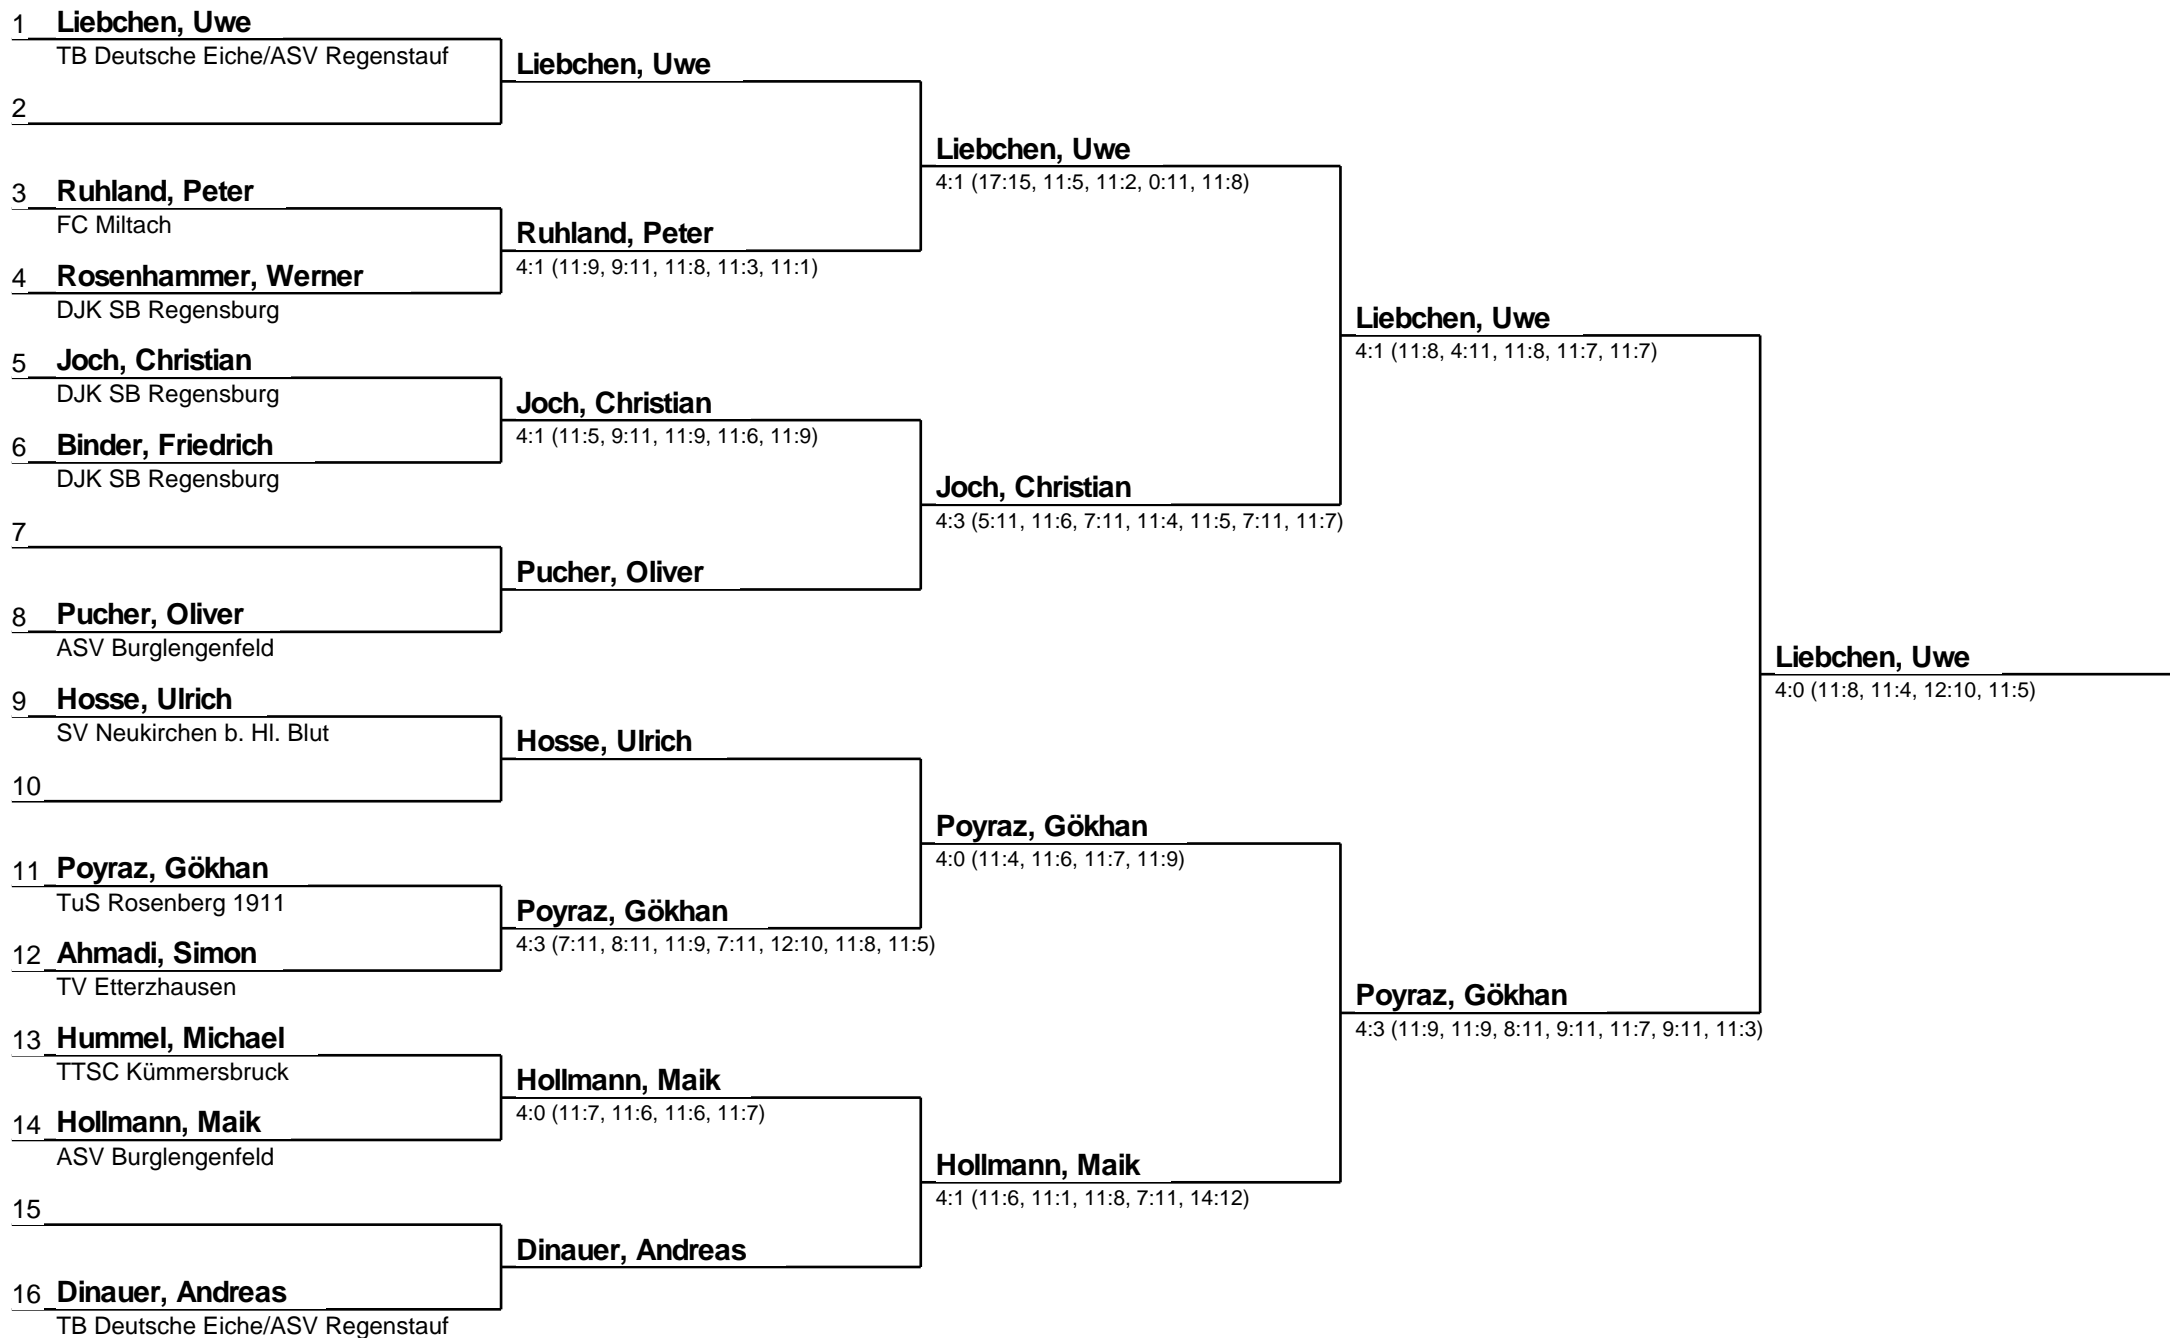 1 Liebchen, Uwe
TB Deutsche Eiche/ASV Regenstauf
Liebchen, Uwe
2
Liebchen, Uwe
4:1 (17:15, 11:5, 11:2, 0:11, 11:8)
3 Ruhland, Peter
FC Miltach
Ruhland, Peter
4:1 (11:9, 9:11, 11:8, 11:3, 11:1)
4 Rosenhammer, Werner
DJK SB Regensburg
Liebchen, Uwe
4:1 (11:8, 4:11, 11:8, 11:7, 11:7)
5 Joch, Christian
DJK SB Regensburg
Joch, Christian
4:1 (11:5, 9:11, 11:9, 11:6, 11:9)
6 Binder, Friedrich
DJK SB Regensburg
Joch, Christian
4:3 (5:11, 11:6, 7:11, 11:4, 11:5, 7:11, 11:7)
7
Pucher, Oliver
8 Pucher, Oliver
ASV Burglengenfeld
Liebchen, Uwe
4:0 (11:8, 11:4, 12:10, 11:5)
9 Hosse, Ulrich
SV Neukirchen b. Hl. Blut
Hosse, Ulrich
10
Poyraz, Gökhan
4:0 (11:4, 11:6, 11:7, 11:9)
11 Poyraz, Gökhan
TuS Rosenberg 1911
Poyraz, Gökhan
4:3 (7:11, 8:11, 11:9, 7:11, 12:10, 11:8, 11:5)
12 Ahmadi, Simon
TV Etterzhausen
Poyraz, Gökhan
4:3 (11:9, 11:9, 8:11, 9:11, 11:7, 9:11, 11:3)
13 Hummel, Michael
TTSC Kümmersbruck
Hollmann, Maik
4:0 (11:7, 11:6, 11:6, 11:7)
14 Hollmann, Maik
ASV Burglengenfeld
Hollmann, Maik
4:1 (11:6, 11:1, 11:8, 7:11, 14:12)
15
Dinauer, Andreas
16 Dinauer, Andreas
TB Deutsche Eiche/ASV Regenstauf